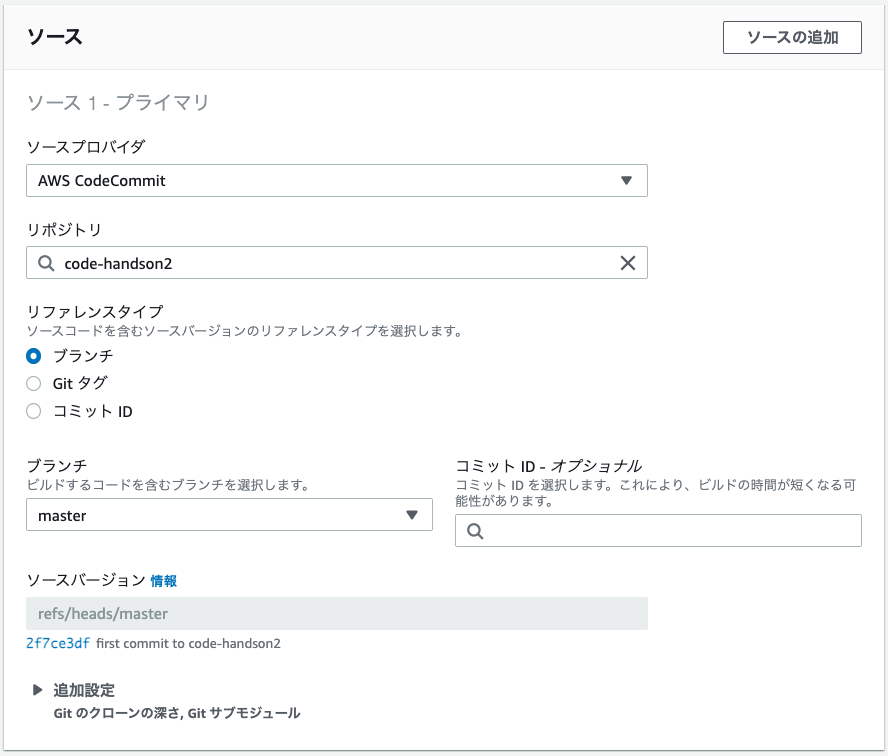 ソース
ソースの追加
ソース 1 - プライマリ
ソースプロバイダ
AWS CodeCommit
リポジトリ
code-handson2
リファレンスタイプ
ソースコードを含むソースバージョンのリファレンスタイプを選択します。
ブランチ
Git タグ
コミット ID
ブランチ
ビルドするコードを含むブランチを選択します。
master
コミット ID - オプショナル
コミット ID を選択します。これにより、ビルドの時間が短くなる可
能性があります。
ソースバージョン 情報
refs/heads/master
2f7ce3df first commit to code-handson2
追加設定
Git のクローンの深さ, Git サブモジュール